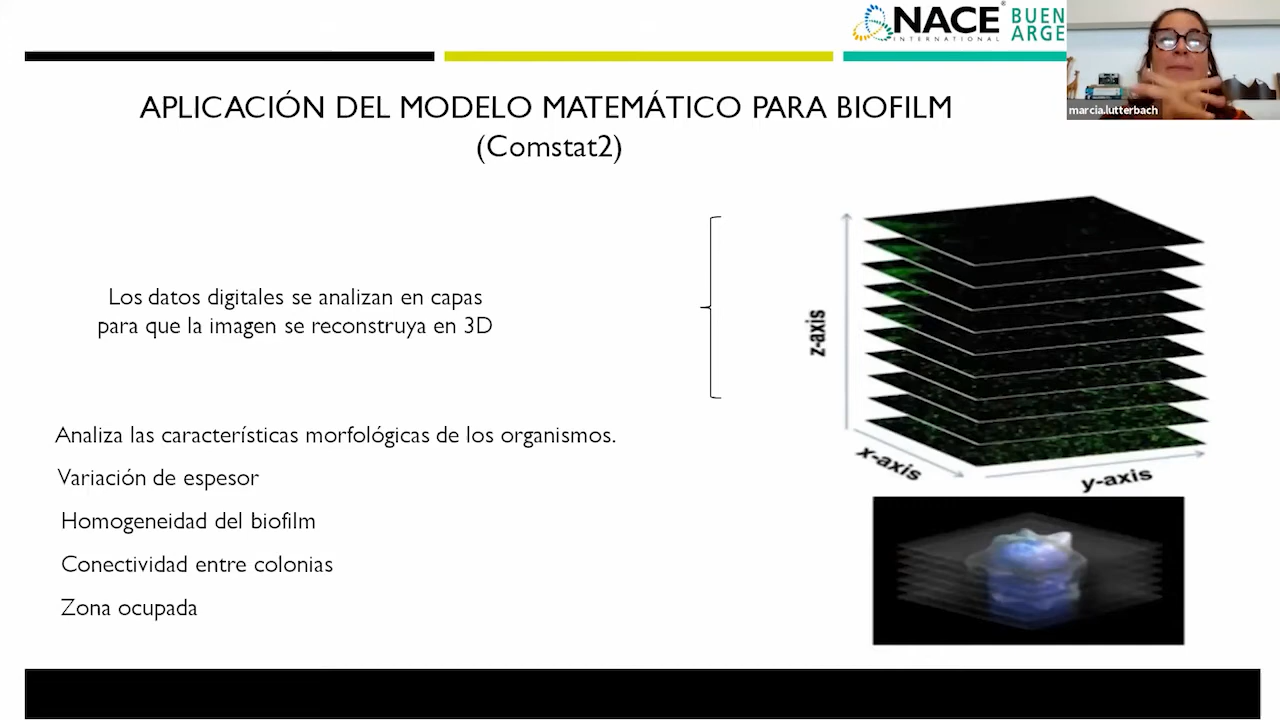 NACE
INTERNATIONAL
BUEN
ARGE
marcia.lutterbach
APLICACIÓN DEL MODELO MATEMÁTICO PARA BIOFILM
(Comstat2)
Los datos digitales se analizan en capas
para que la imagen se reconstruya en 3D
z-axis
x-axis
y-axis
Analiza las características morfológicas de los organismos.
Variación de espesor
Homogeneidad del biofilm
Conectividad entre colonias
Zona ocupada